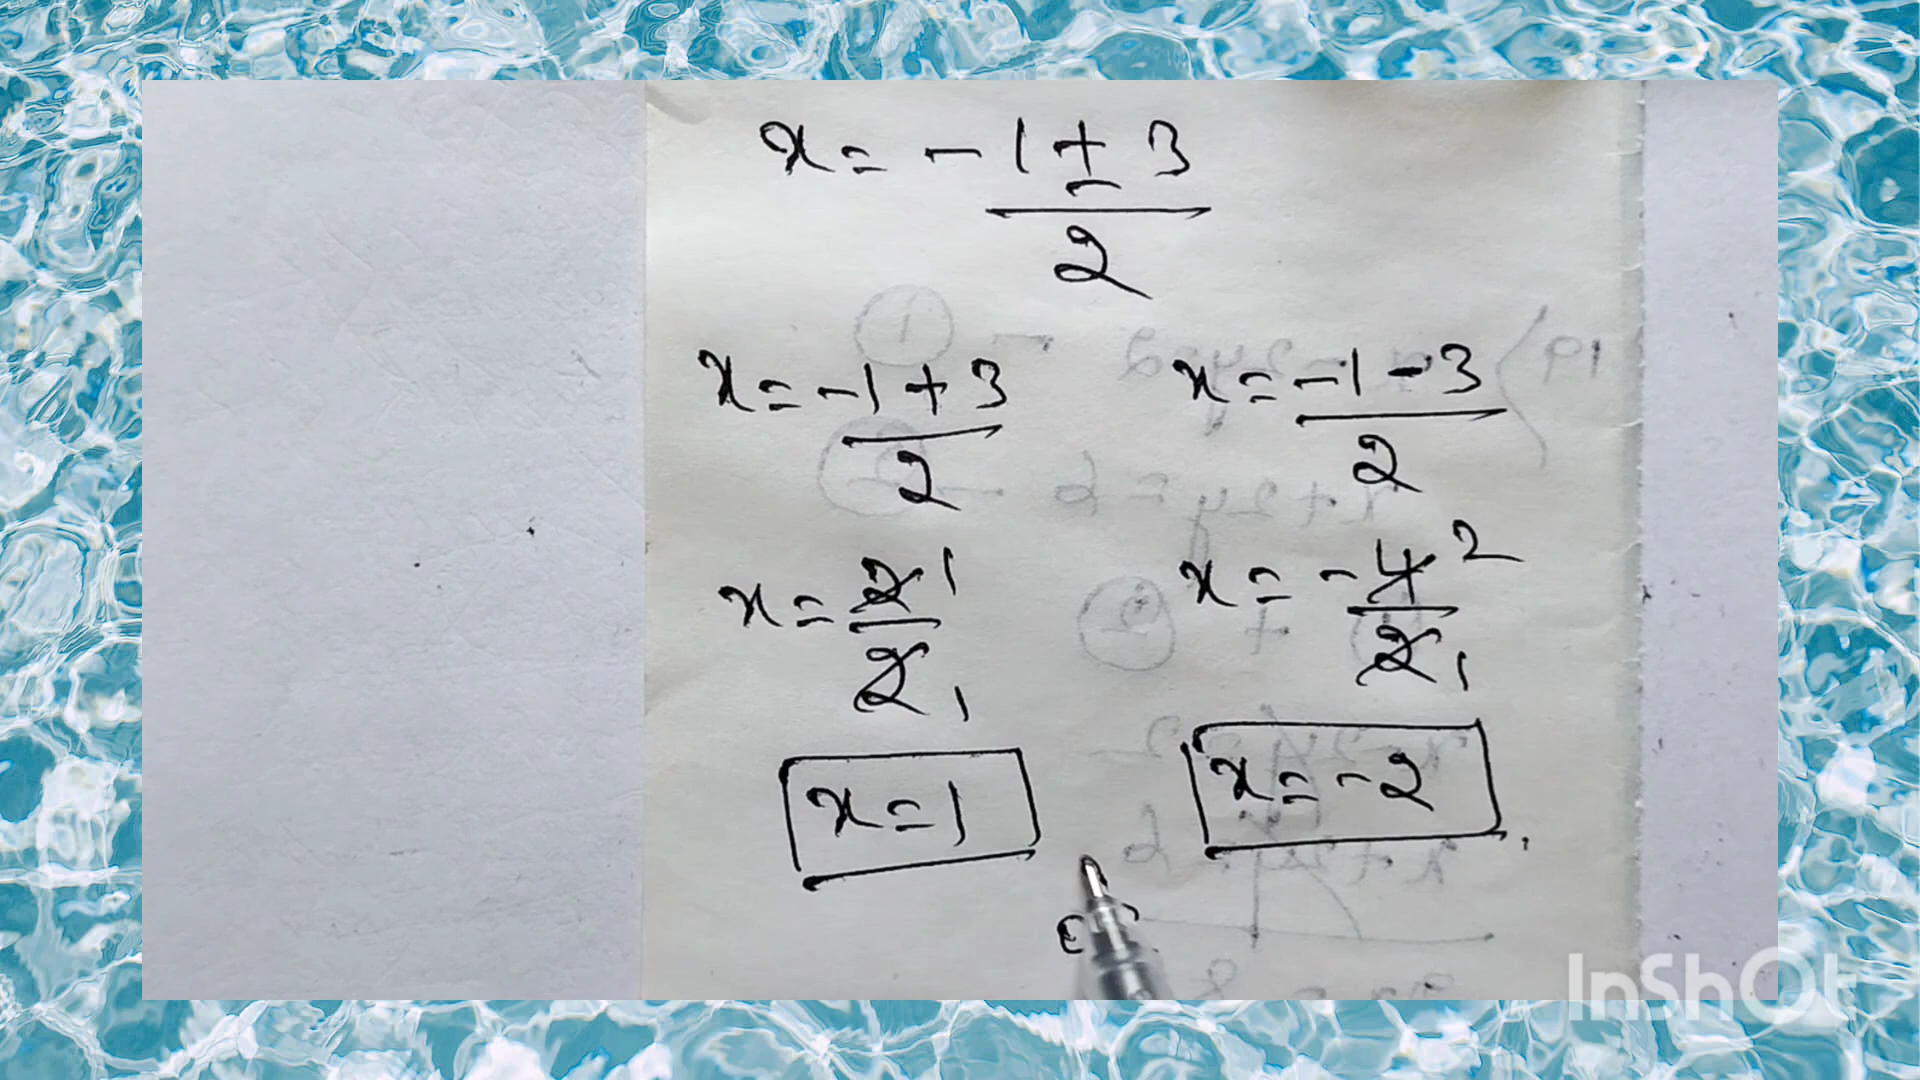 x = -1 ± 3
2
x = -1 + 3
2
x = 2 1
2 1
x = 1
x = -1 - 3
2
x = -4 2
2 1
x = -2
InShOt